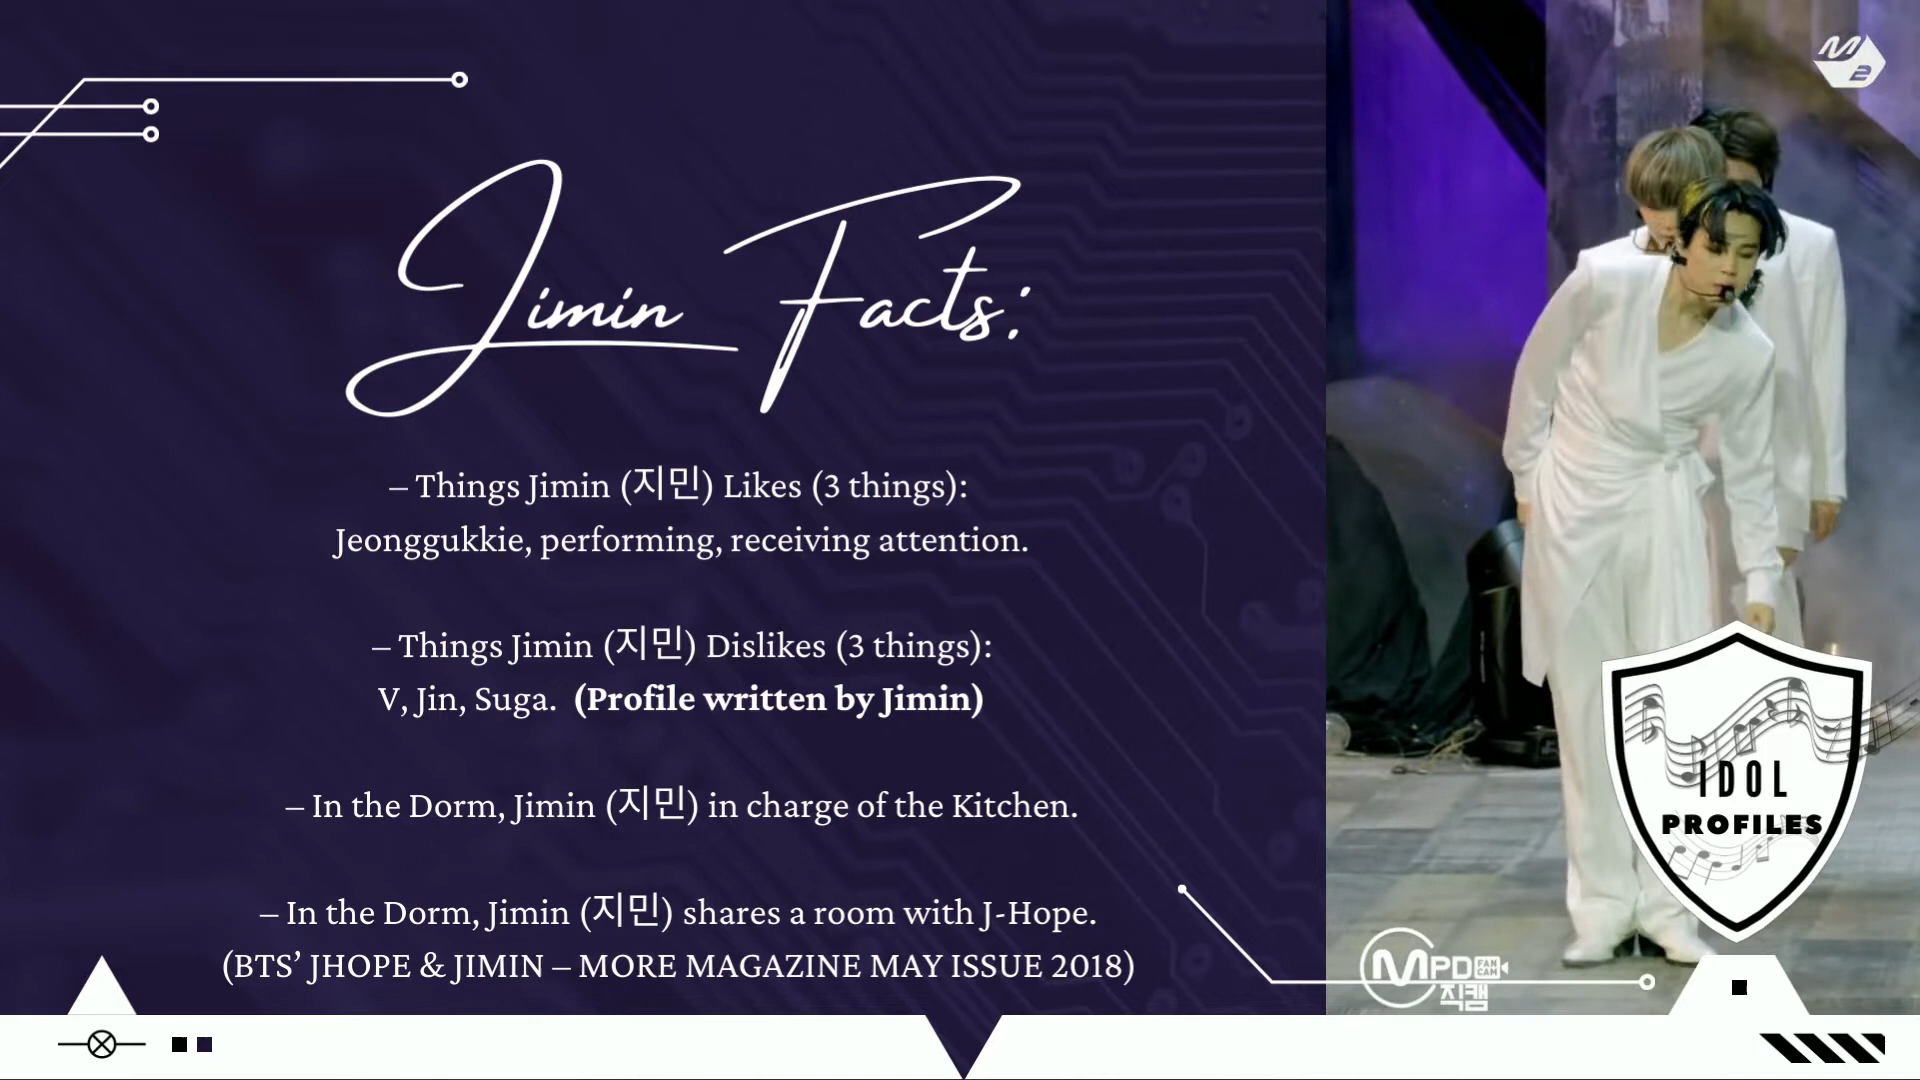 M2
Jimin Facts:
– Things Jimin (지민) Likes (3 things):
Jeonggukkie, performing, receiving attention.
– Things Jimin (지민) Dislikes (3 things):
V, Jin, Suga. (Profile written by Jimin)
– In the Dorm, Jimin (지민) in charge of the Kitchen.
– In the Dorm, Jimin (지민) shares a room with J-Hope.
(BTS’ JHOPE & JIMIN – MORE MAGAZINE MAY ISSUE 2018)
IDOL
PROFILES
MPD FAN CAM
직캠